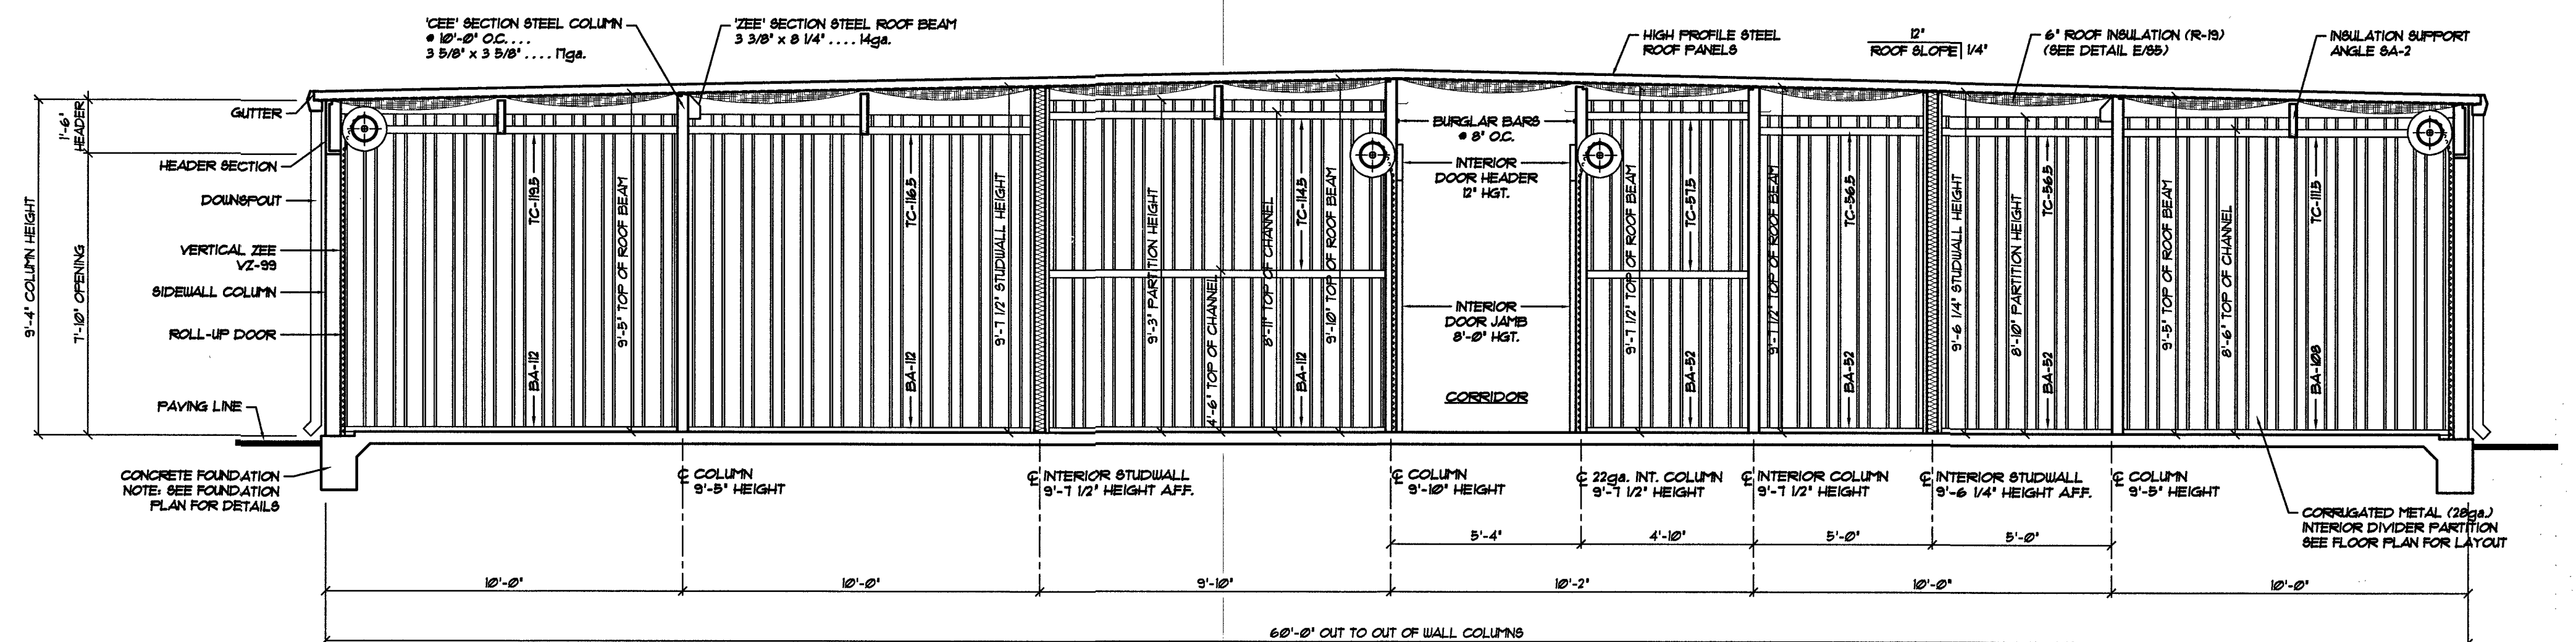 'CEE' SECTION STEEL COLUMN
@ 10'-0" O.C. . . .
3 5/8" x 3 5/8" . . . . 17ga.
'ZEE' SECTION STEEL ROOF BEAM
3 3/8" x 8 1/4" . . . . 14ga.
HIGH PROFILE STEEL
ROOF PANELS
12"
ROOF SLOPE 1/4"
6" ROOF INSULATION (R-19)
(SEE DETAIL E/S5)
INSULATION SUPPORT
ANGLE SA-2
1'-6"
HEADER
9'-4" COLUMN HEIGHT
7'-10" OPENING
GUTTER
HEADER SECTION
DOWNSPOUT
VERTICAL ZEE
VZ-99
SIDEWALL COLUMN
ROLL-UP DOOR
PAVING LINE
CONCRETE FOUNDATION
NOTE: SEE FOUNDATION
PLAN FOR DETAILS
TC-119.5
BA-112
9'-5" TOP OF ROOF BEAM
TC-116.5
BA-112
9'-7 1/2" STUDWALL HEIGHT
9'-3" PARTITION HEIGHT
4'-6" TOP OF CHANNEL
8'-11" TOP OF CHANNEL
TC-114.5
BA-112
9'-10" TOP OF ROOF BEAM
BURGLAR BARS
@ 8" O.C.
INTERIOR
DOOR HEADER
12" HGT.
INTERIOR
DOOR JAMB
8'-0" HGT.
CORRIDOR
9'-7 1/2" TOP OF ROOF BEAM
TC-57.5
BA-52
9'-7 1/2" TOP OF ROOF BEAM
TC-56.5
BA-52
9'-6 1/4" STUDWALL HEIGHT
8'-10" PARTITION HEIGHT
TC-56.5
BA-52
9'-5" TOP OF ROOF BEAM
8'-6" TOP OF CHANNEL
TC-111.5
BA-108
℄ COLUMN
9'-5" HEIGHT
℄ INTERIOR STUDWALL
9'-7 1/2" HEIGHT A.F.F.
℄ COLUMN
9'-10" HEIGHT
℄ 22ga. INT. COLUMN
9'-7 1/2" HEIGHT
℄ INTERIOR COLUMN
9'-7 1/2" HEIGHT
℄ INTERIOR STUDWALL
9'-6 1/4" HEIGHT A.F.F.
℄ COLUMN
9'-5" HEIGHT
CORRUGATED METAL (28ga.)
INTERIOR DIVIDER PARTITION
SEE FLOOR PLAN FOR LAYOUT
5'-4"
4'-10"
5'-0"
5'-0"
10'-0"
10'-0"
9'-10"
10'-2"
10'-0"
10'-0"
60'-0" OUT TO OUT OF WALL COLUMNS